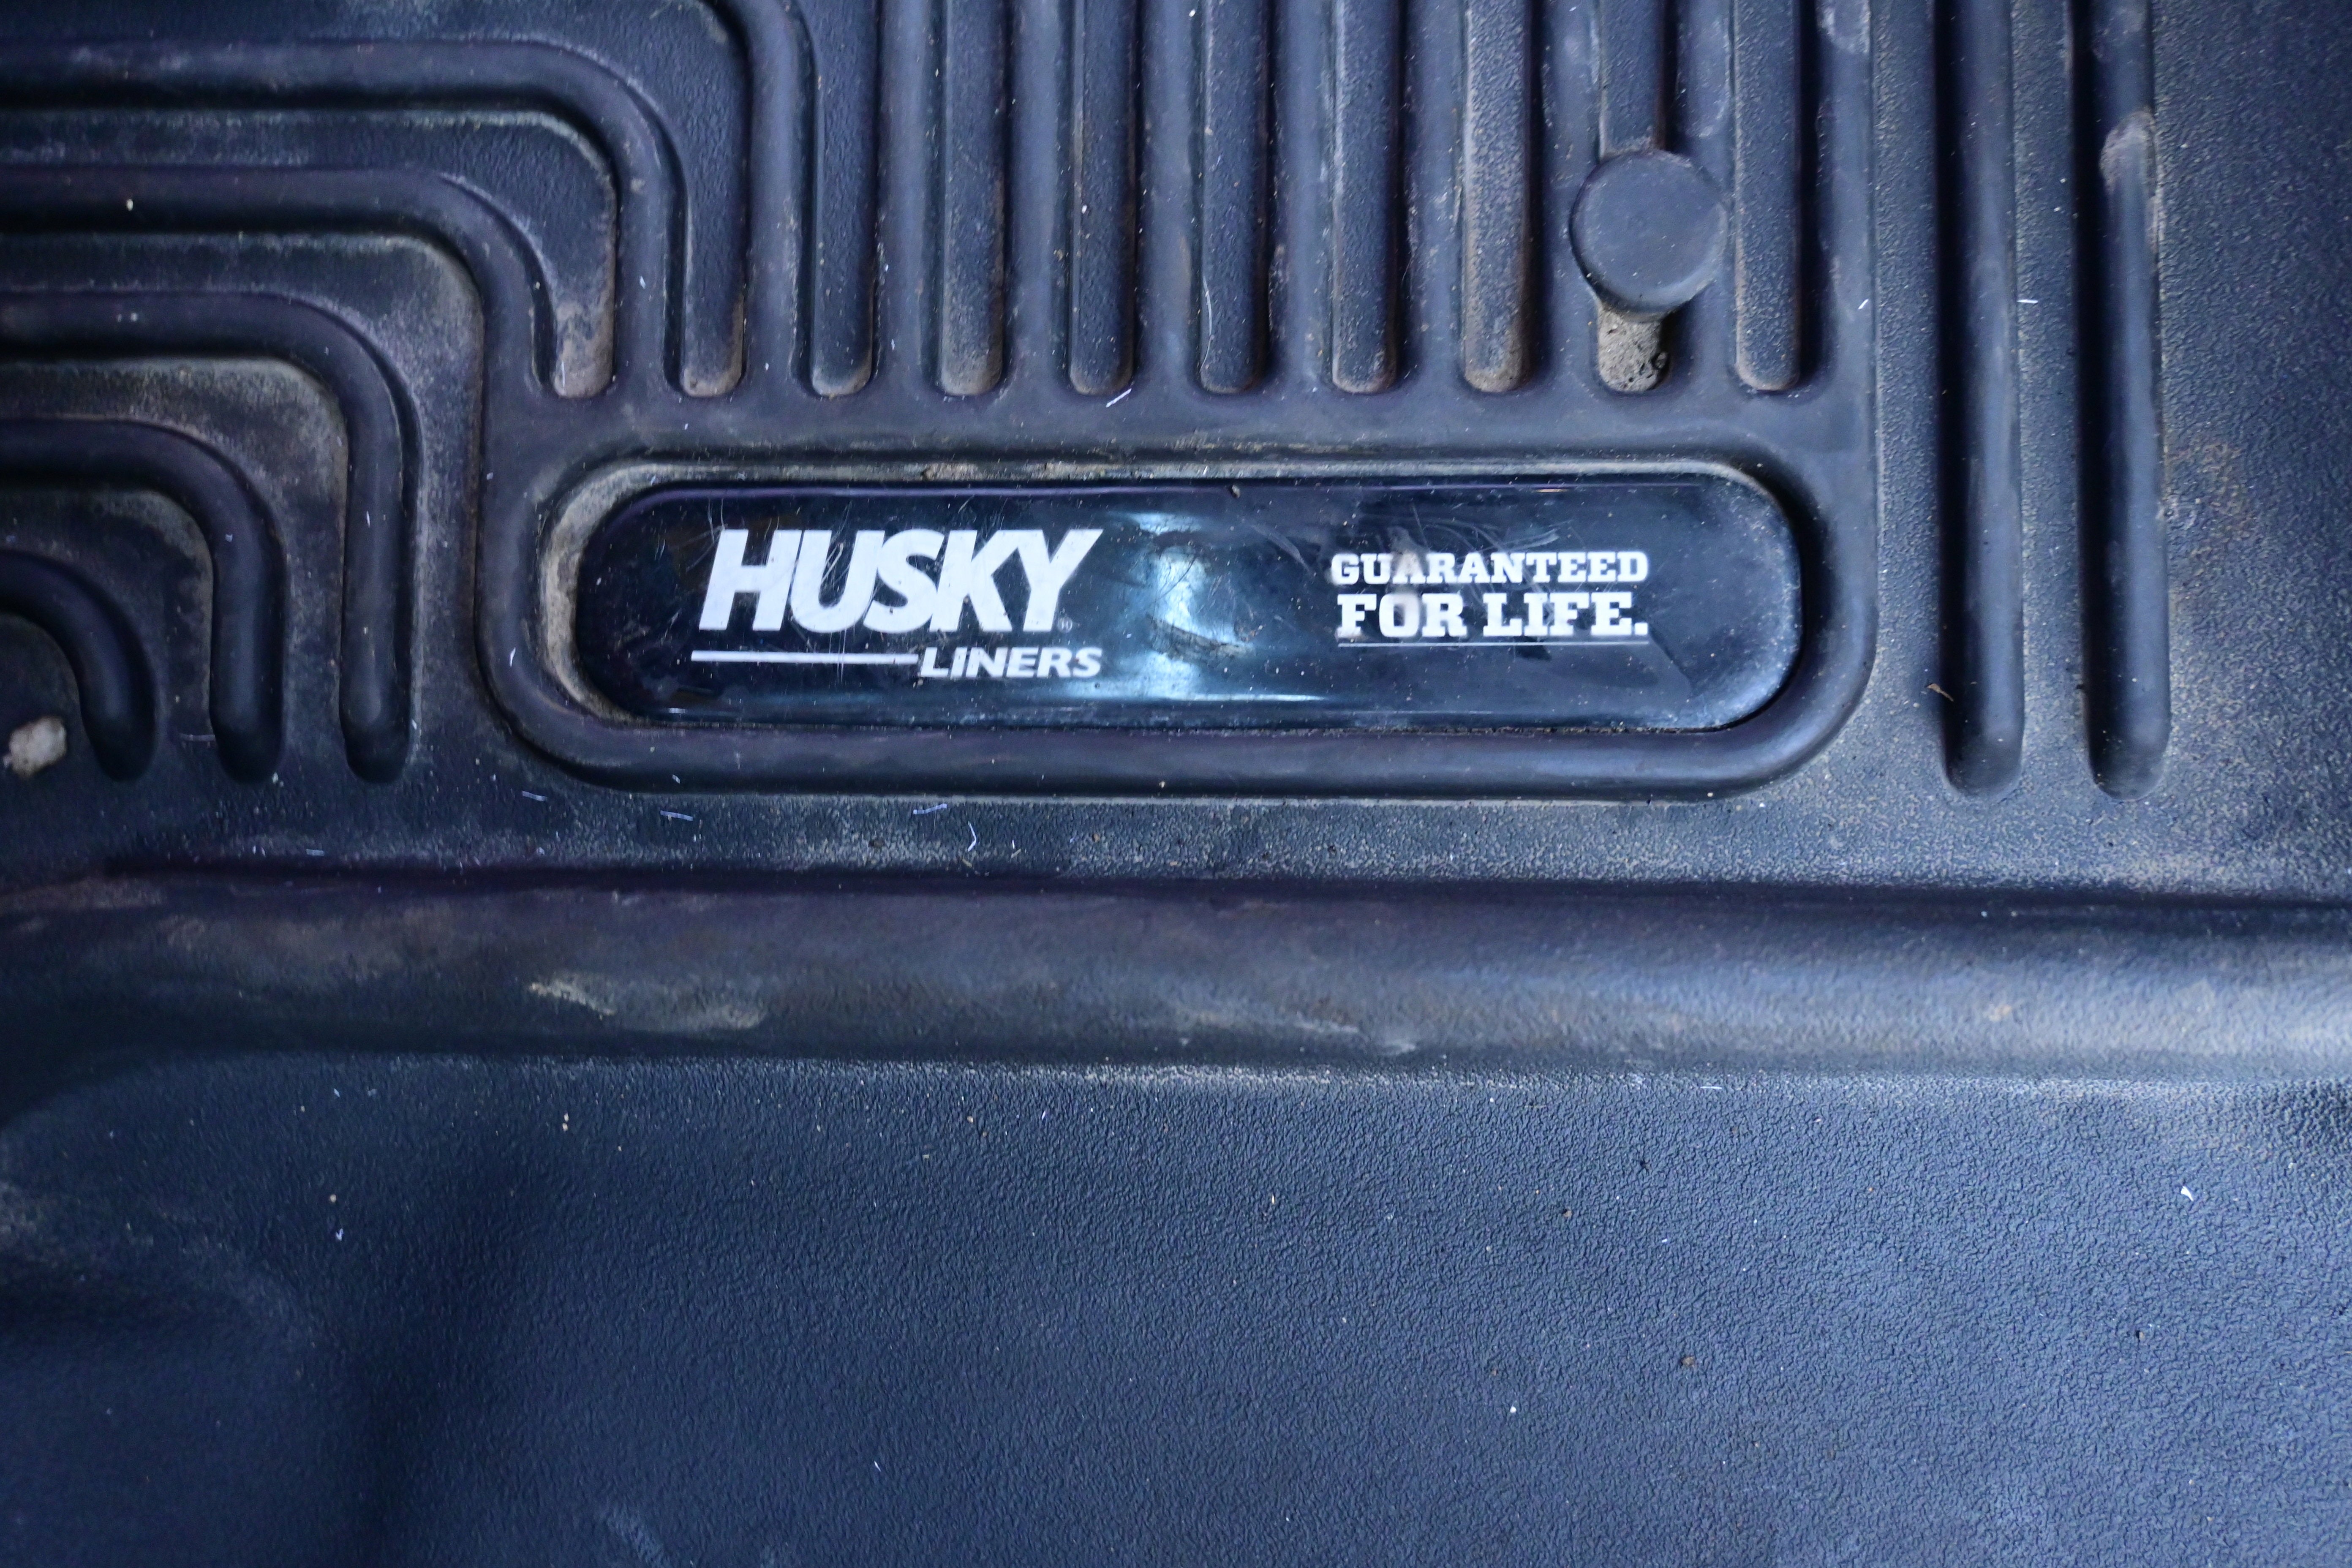 HUSKY
LINERS
GUARANTEED
FOR LIFE.